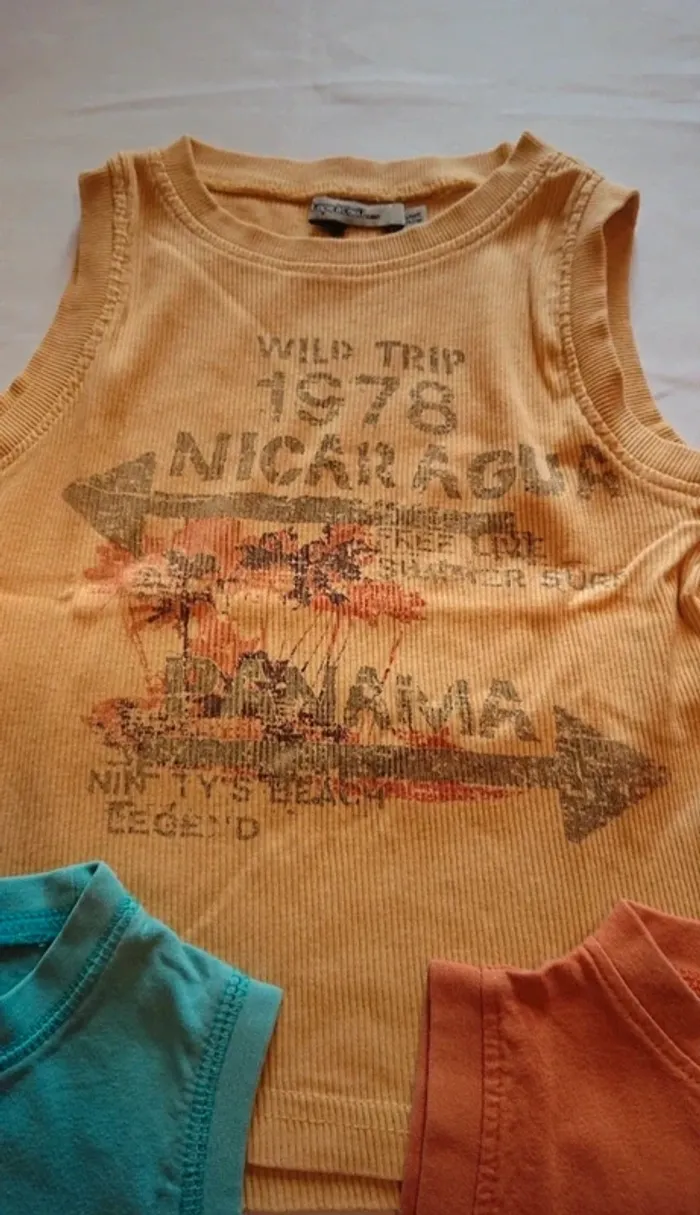 WILD TRIP
1978
NICARAGUA
FREE LIVE
SUMMER SURF
PANAMA
NINETY'S BEACH
LEGEND